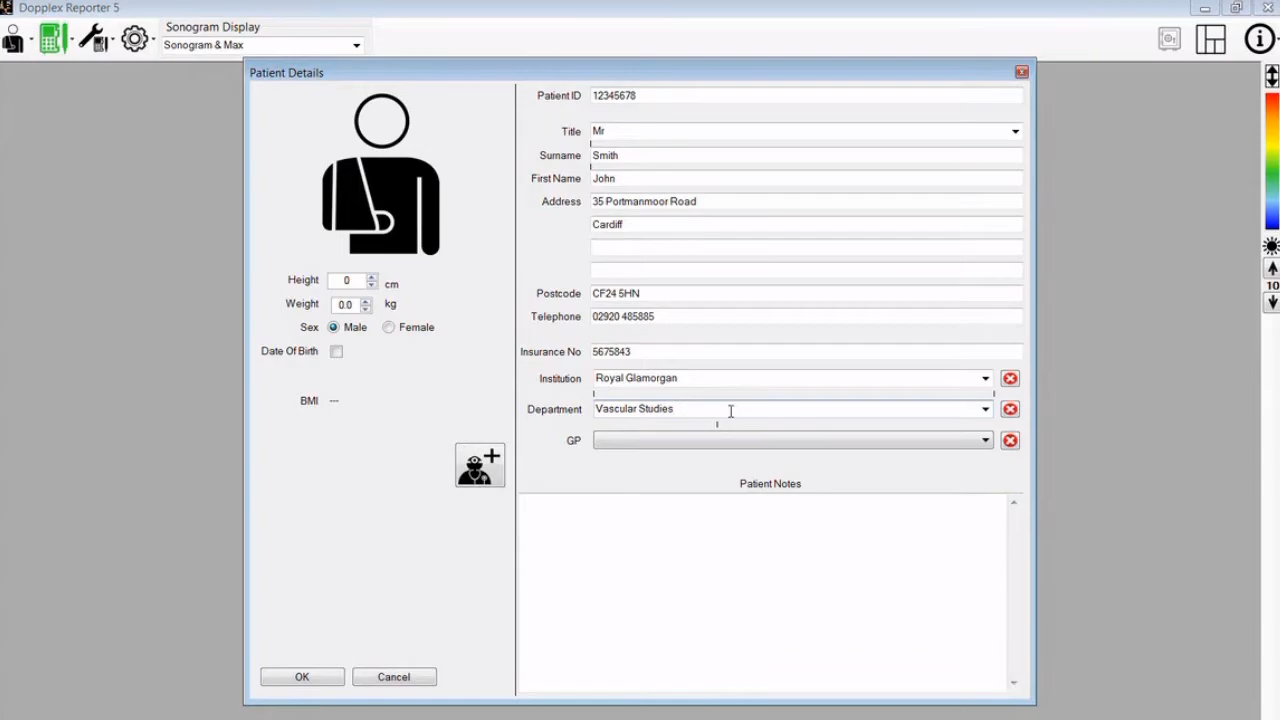 Dopplex Reporter 5
Sonogram Display
Sonogram & Max
Patient Details
Patient ID 12345678
Title Mr
Surname Smith
First Name John
Address 35 Portmanmoor Road
Cardiff
Postcode CF24 5HN
Telephone 02920 485885
Insurance No 5675843
Institution Royal Glamorgan
Department Vascular Studies
GP
Patient Notes
Height 0 cm
Weight 0.0 kg
Sex Male Female
Date Of Birth
BMI ---
OK Cancel
10